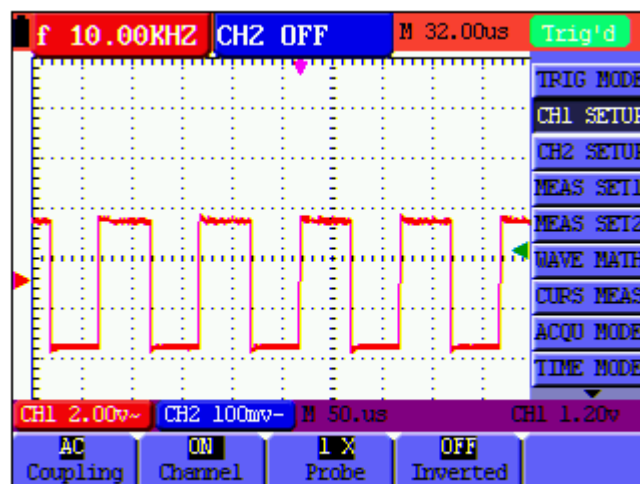 f 10.00KHZ CH2 OFF M 32.00us Trig'd
TRIG MODE
CH1 SETUP
CH2 SETUP
MEAS SET1
MEAS SET2
WAVE MATH
CURS MEAS
ACQU MODE
TIME MODE
CH1 2.00v~ CH2 100mv- M 50.us CH1 1.20v
AC ON 1 X OFF
Coupling Channel Probe Inverted